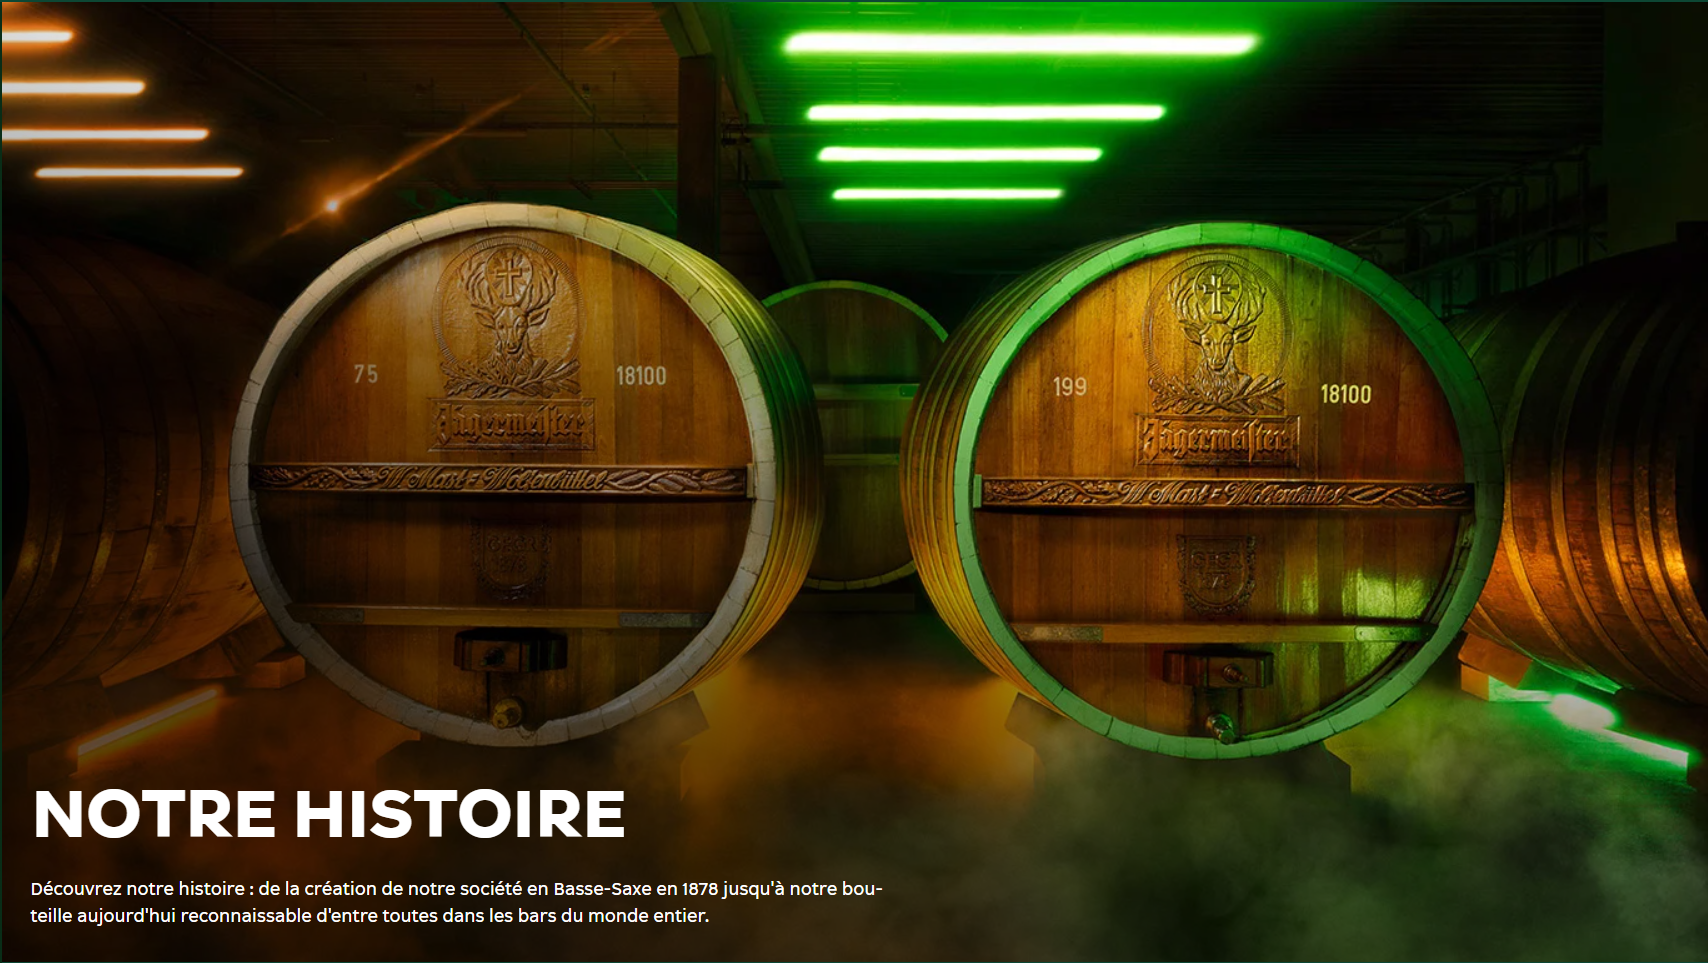 75
18100
Jägermeister
W. Mast = Wolfenbüttel
199
18100
Jägermeister
W. Mast = Wolfenbüttel
NOTRE HISTOIRE
Découvrez notre histoire : de la création de notre société en Basse-Saxe en 1878 jusqu'à notre bou-
teille aujourd'hui reconnaissable d'entre toutes dans les bars du monde entier.